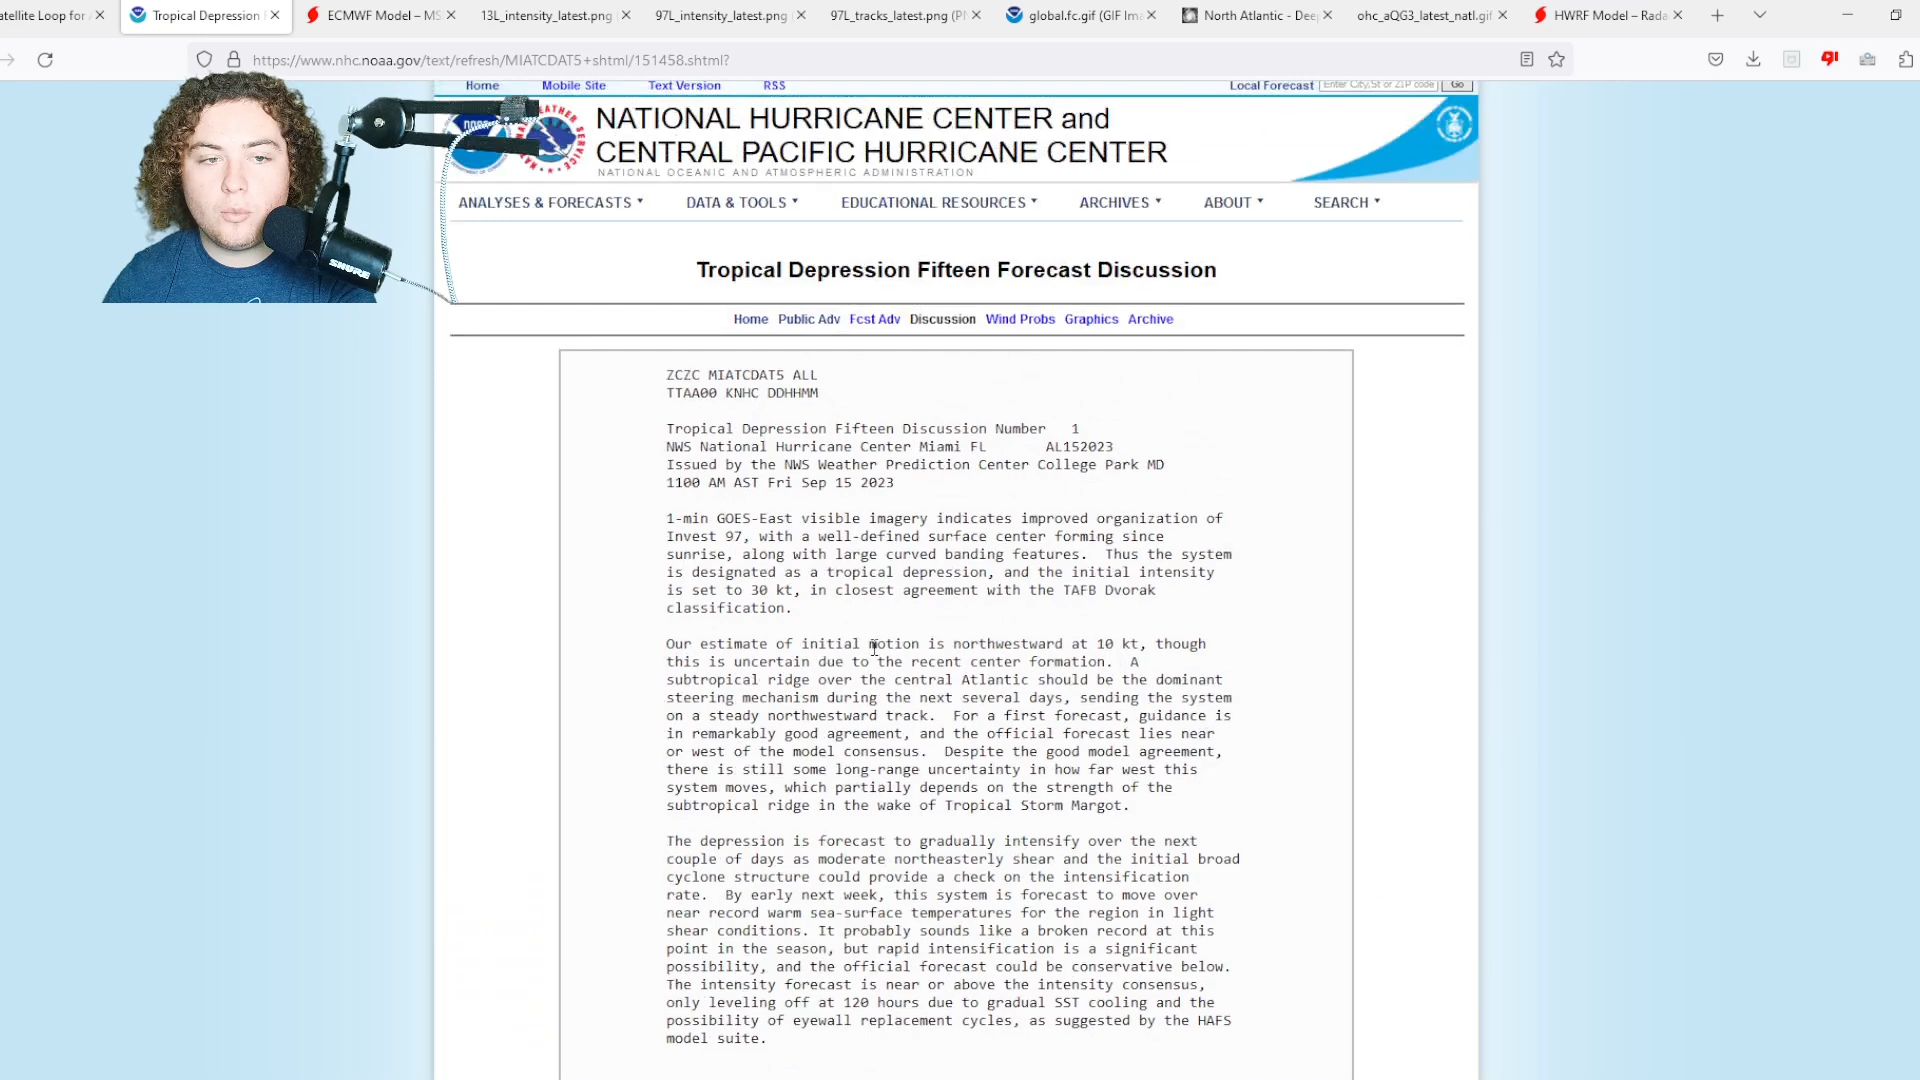 atellite Loop for A
Tropical Depression F
ECMWF Model – MS
13L_intensity_latest.png
97L_intensity_latest.png
97L_tracks_latest.png (PN
global.fc.gif (GIF Ima
North Atlantic - Dee
ohc_aQG3_latest_natl.gif
HWRF Model – Rada
https://www.nhc.noaa.gov/text/refresh/MIATCDAT5+shtml/151458.shtml?
Home Mobile Site Text Version RSS Local Forecast Enter City,St or ZIP code Go
NATIONAL HURRICANE CENTER and
CENTRAL PACIFIC HURRICANE CENTER
NATIONAL OCEANIC AND ATMOSPHERIC ADMINISTRATION
ANALYSES & FORECASTS DATA & TOOLS EDUCATIONAL RESOURCES ARCHIVES ABOUT SEARCH
SHURE
Tropical Depression Fifteen Forecast Discussion
Home Public Adv Fcst Adv Discussion Wind Probs Graphics Archive
ZCZC MIATCDAT5 ALL
TTAA00 KNHC DDHHMM
Tropical Depression Fifteen Discussion Number 1
NWS National Hurricane Center Miami FL AL152023
Issued by the NWS Weather Prediction Center College Park MD
1100 AM AST Fri Sep 15 2023
1-min GOES-East visible imagery indicates improved organization of
Invest 97, with a well-defined surface center forming since
sunrise, along with large curved banding features. Thus the system
is designated as a tropical depression, and the initial intensity
is set to 30 kt, in closest agreement with the TAFB Dvorak
classification.
Our estimate of initial motion is northwestward at 10 kt, though
this is uncertain due to the recent center formation. A
subtropical ridge over the central Atlantic should be the dominant
steering mechanism during the next several days, sending the system
on a steady northwestward track. For a first forecast, guidance is
in remarkably good agreement, and the official forecast lies near
or west of the model consensus. Despite the good model agreement,
there is still some long-range uncertainty in how far west this
system moves, which partially depends on the strength of the
subtropical ridge in the wake of Tropical Storm Margot.
The depression is forecast to gradually intensify over the next
couple of days as moderate northeasterly shear and the initial broad
cyclone structure could provide a check on the intensification
rate. By early next week, this system is forecast to move over
near record warm sea-surface temperatures for the region in light
shear conditions. It probably sounds like a broken record at this
point in the season, but rapid intensification is a significant
possibility, and the official forecast could be conservative below.
The intensity forecast is near or above the intensity consensus,
only leveling off at 120 hours due to gradual SST cooling and the
possibility of eyewall replacement cycles, as suggested by the HAFS
model suite.